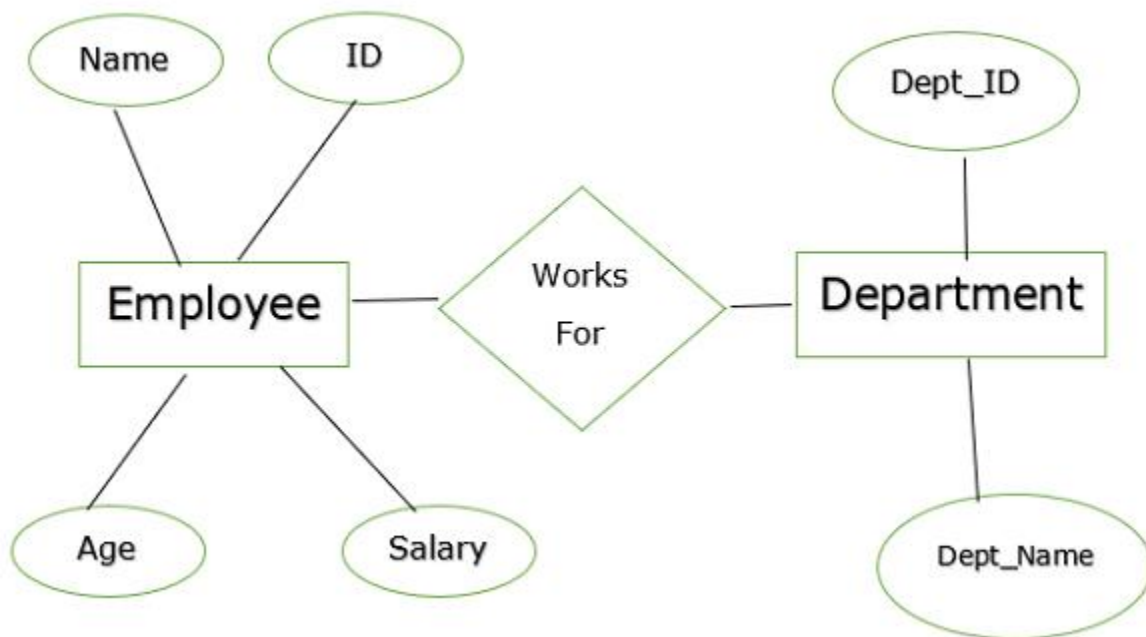 Name
ID
Dept_ID
Employee
Works
For
Department
Age
Salary
Dept_Name